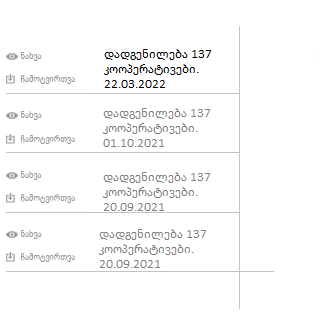 ნახვა
ჩამოტვირთვა
დადგენილება 137
კოოპერატივები.
22.03.2022
ნახვა
ჩამოტვირთვა
დადგენილება 137
კოოპერატივები.
01.10.2021
ნახვა
ჩამოტვირთვა
დადგენილება 137
კოოპერატივები.
20.09.2021
ნახვა
ჩამოტვირთვა
დადგენილება 137
კოოპერატივები.
20.09.2021